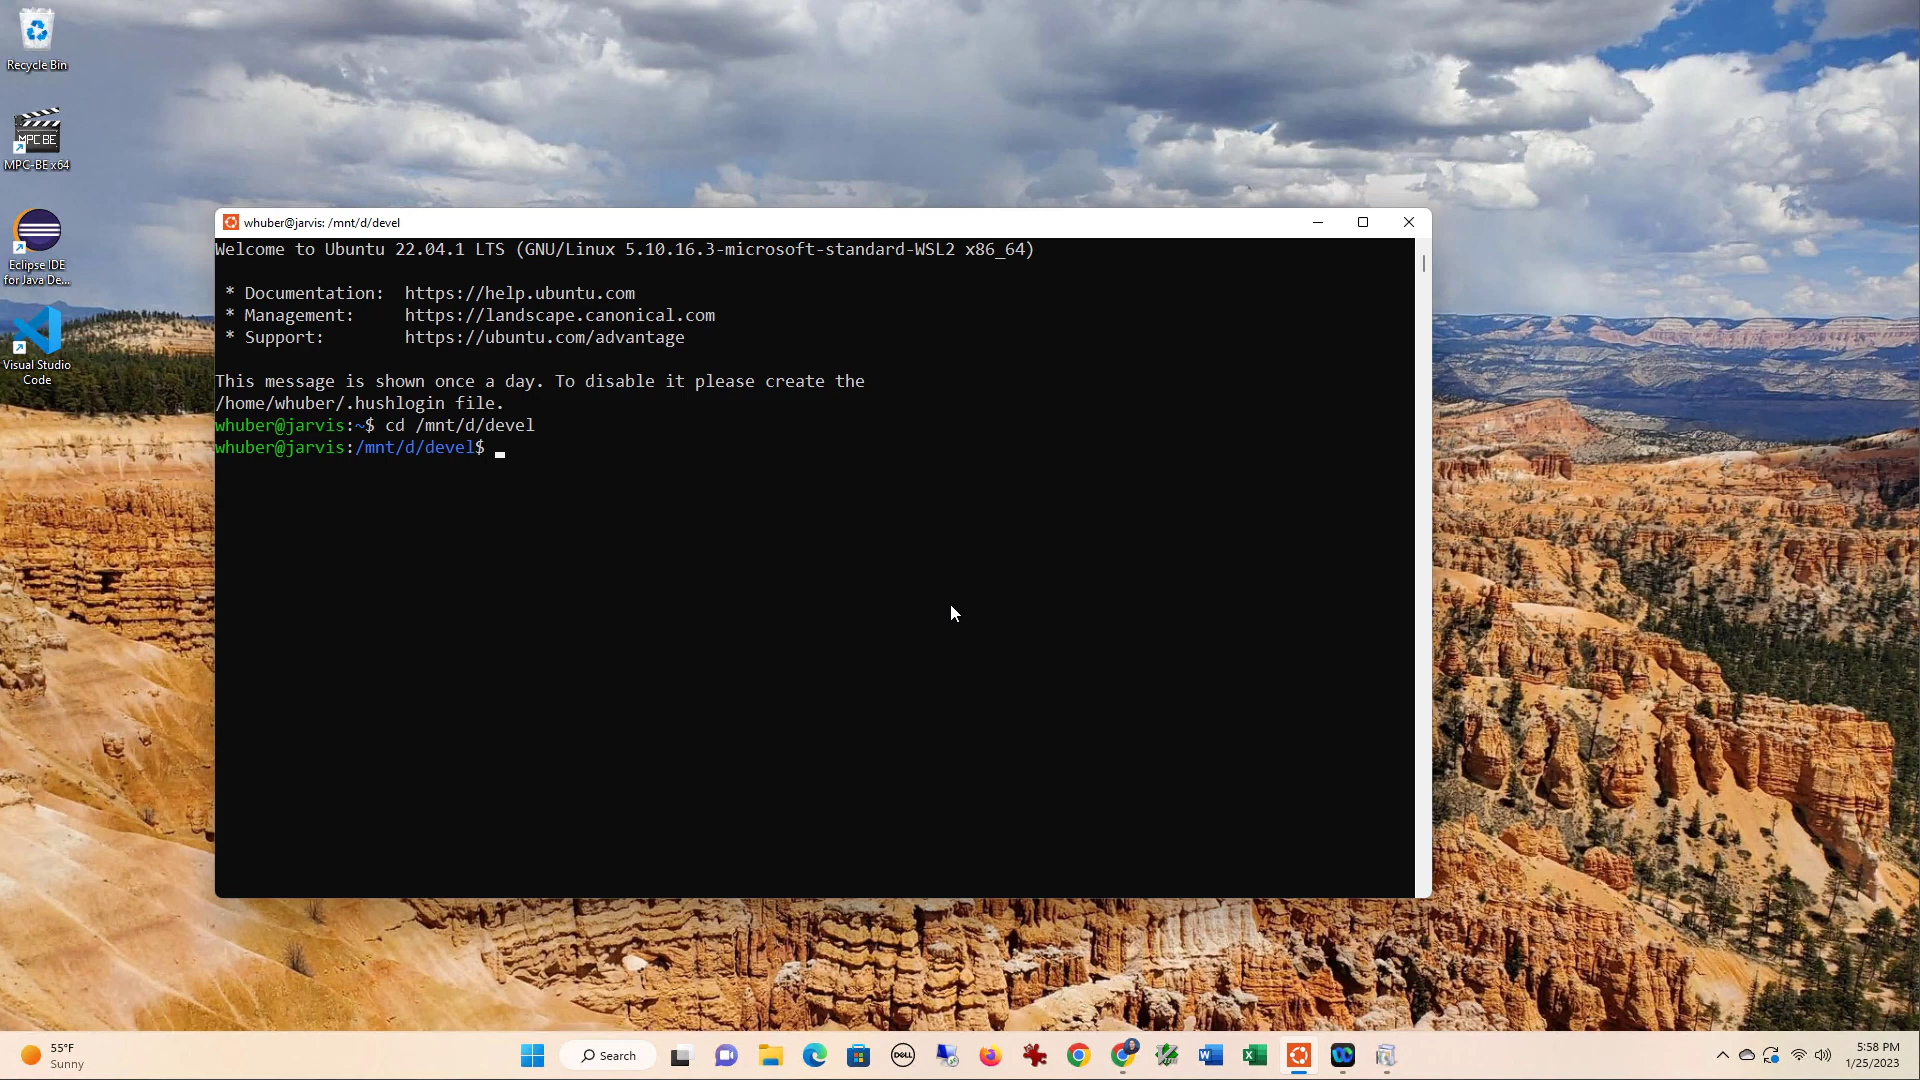 Recycle Bin
MPC BE
MPC-BE x64
Eclipse IDE
for Java De...
Visual Studio
Code
whuber@jarvis: /mnt/d/devel
Welcome to Ubuntu 22.04.1 LTS (GNU/Linux 5.10.16.3-microsoft-standard-WSL2 x86_64)
* Documentation:  https://help.ubuntu.com
* Management:     https://landscape.canonical.com
* Support:        https://ubuntu.com/advantage
This message is shown once a day. To disable it please create the
/home/whuber/.hushlogin file.
whuber@jarvis:~$ cd /mnt/d/devel
whuber@jarvis:/mnt/d/devel$
55°F
Sunny
Search
DELL
5:58 PM
1/25/2023